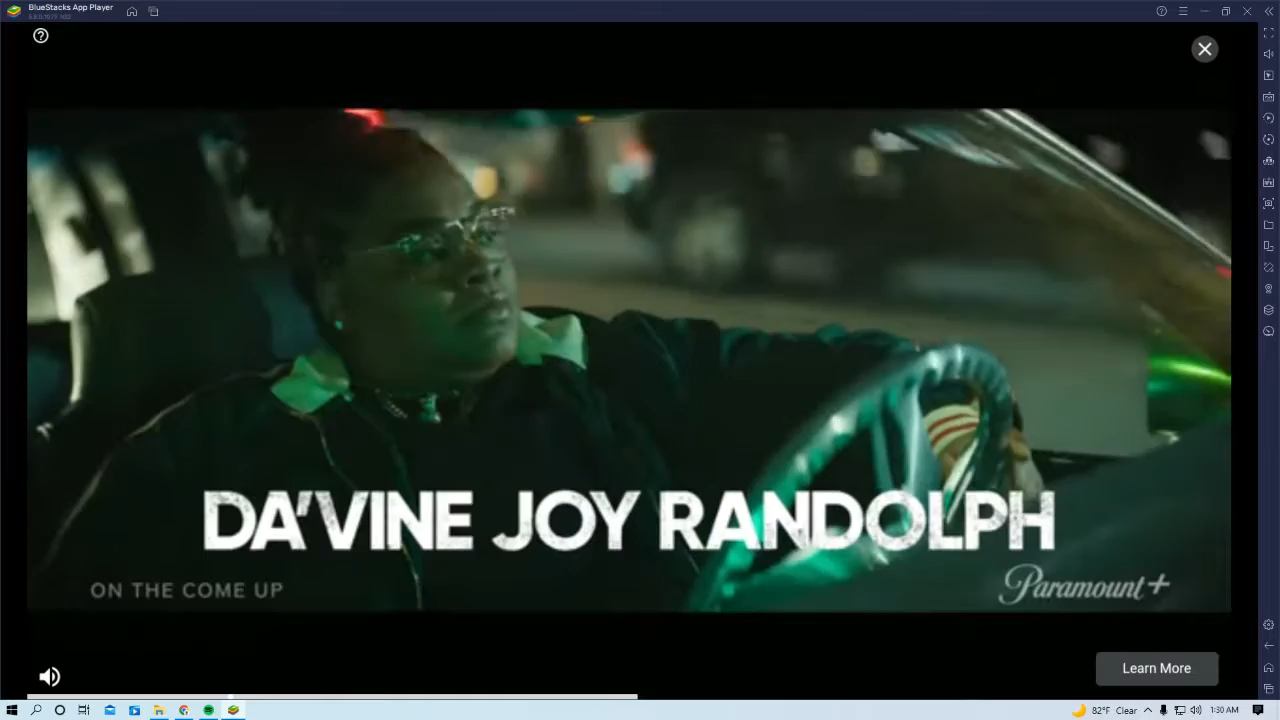 BlueStacks App Player
DA'VINE JOY RANDOLPH
ON THE COME UP
Paramount+
Learn More
82°F Clear
1:30 AM